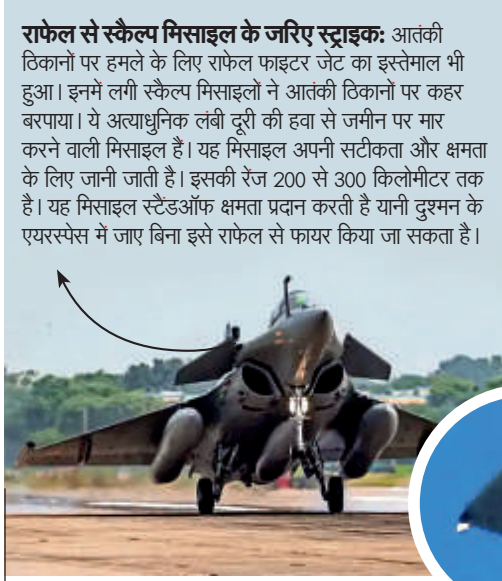 राफेल से स्कैल्प मिसाइल के जरिए स्ट्राइक: आतंकी
ठिकानों पर हमले के लिए राफेल फाइटर जेट का इस्तेमाल भी
हुआ। इनमें लगी स्कैल्प मिसाइलों ने आतंकी ठिकानों पर कहर
बरपाया। ये अत्याधुनिक लंबी दूरी की हवा से जमीन पर मार
करने वाली मिसाइल हैं। यह मिसाइल अपनी सटीकता और क्षमता
के लिए जानी जाती है। इसकी रेंज 200 से 300 किलोमीटर तक
है। यह मिसाइल स्टैंडऑफ क्षमता प्रदान करती है यानी दुश्मन के
एयरस्पेस में जाए बिना इसे राफेल से फायर किया जा सकता है।